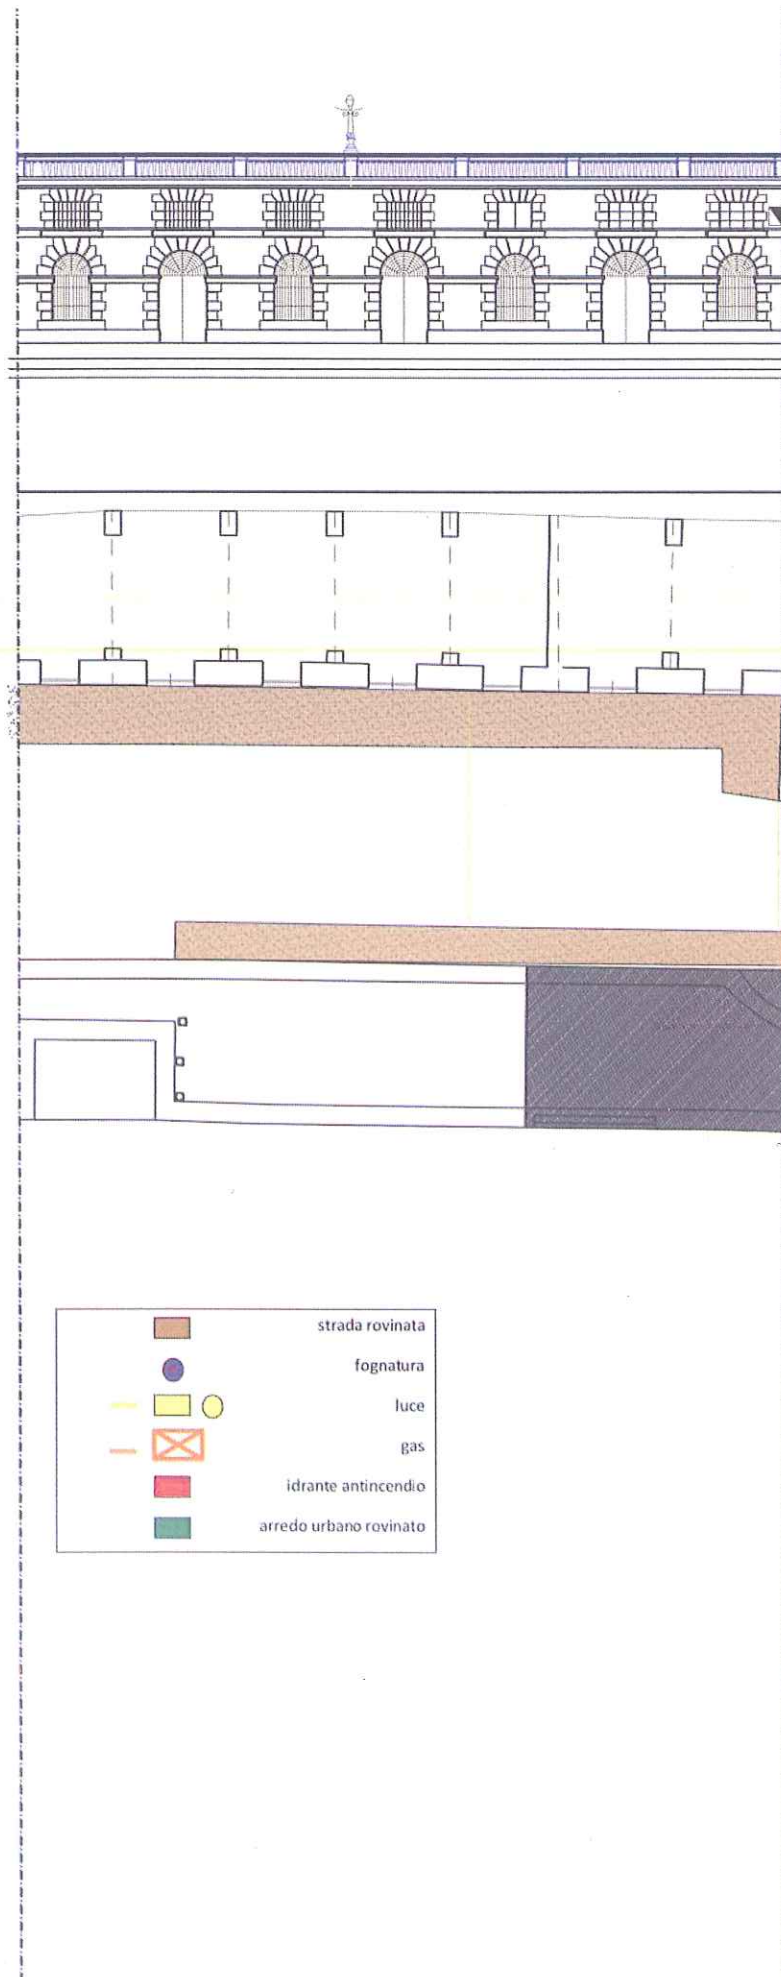 strada rovinata
fognatura
luce
gas
idrante antincendio
arredo urbano rovinato